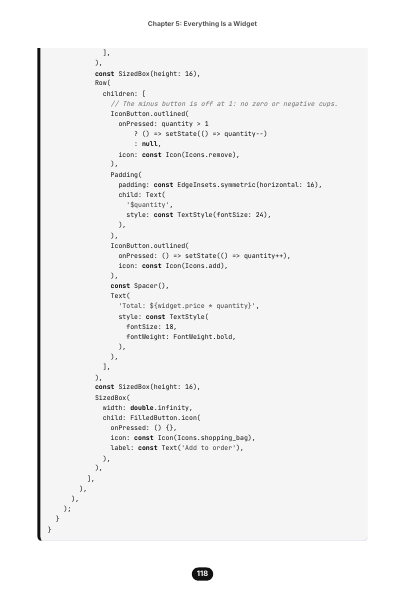 Chapter 5: Everything Is a Widget
],
),
const SizedBox(height: 16),
Row(
children: [
// The minus button is off at 1: no zero or negative cups.
IconButton.outlined(
onPressed: quantity > 1
? () => setState(() => quantity--)
: null,
icon: const Icon(Icons.remove),
),
Padding(
padding: const EdgeInsets.symmetric(horizontal: 16),
child: Text(
'$quantity',
style: const TextStyle(fontSize: 24),
),
),
IconButton.outlined(
onPressed: () => setState(() => quantity++),
icon: const Icon(Icons.add),
),
const Spacer(),
Text(
'Total: ${widget.price * quantity}',
style: const TextStyle(
fontSize: 18,
fontWeight: FontWeight.bold,
),
),
],
),
const SizedBox(height: 16),
SizedBox(
width: double.infinity,
child: FilledButton.icon(
onPressed: () {},
icon: const Icon(Icons.shopping_bag),
label: const Text('Add to order'),
),
),
],
),
),
);
}
}
118